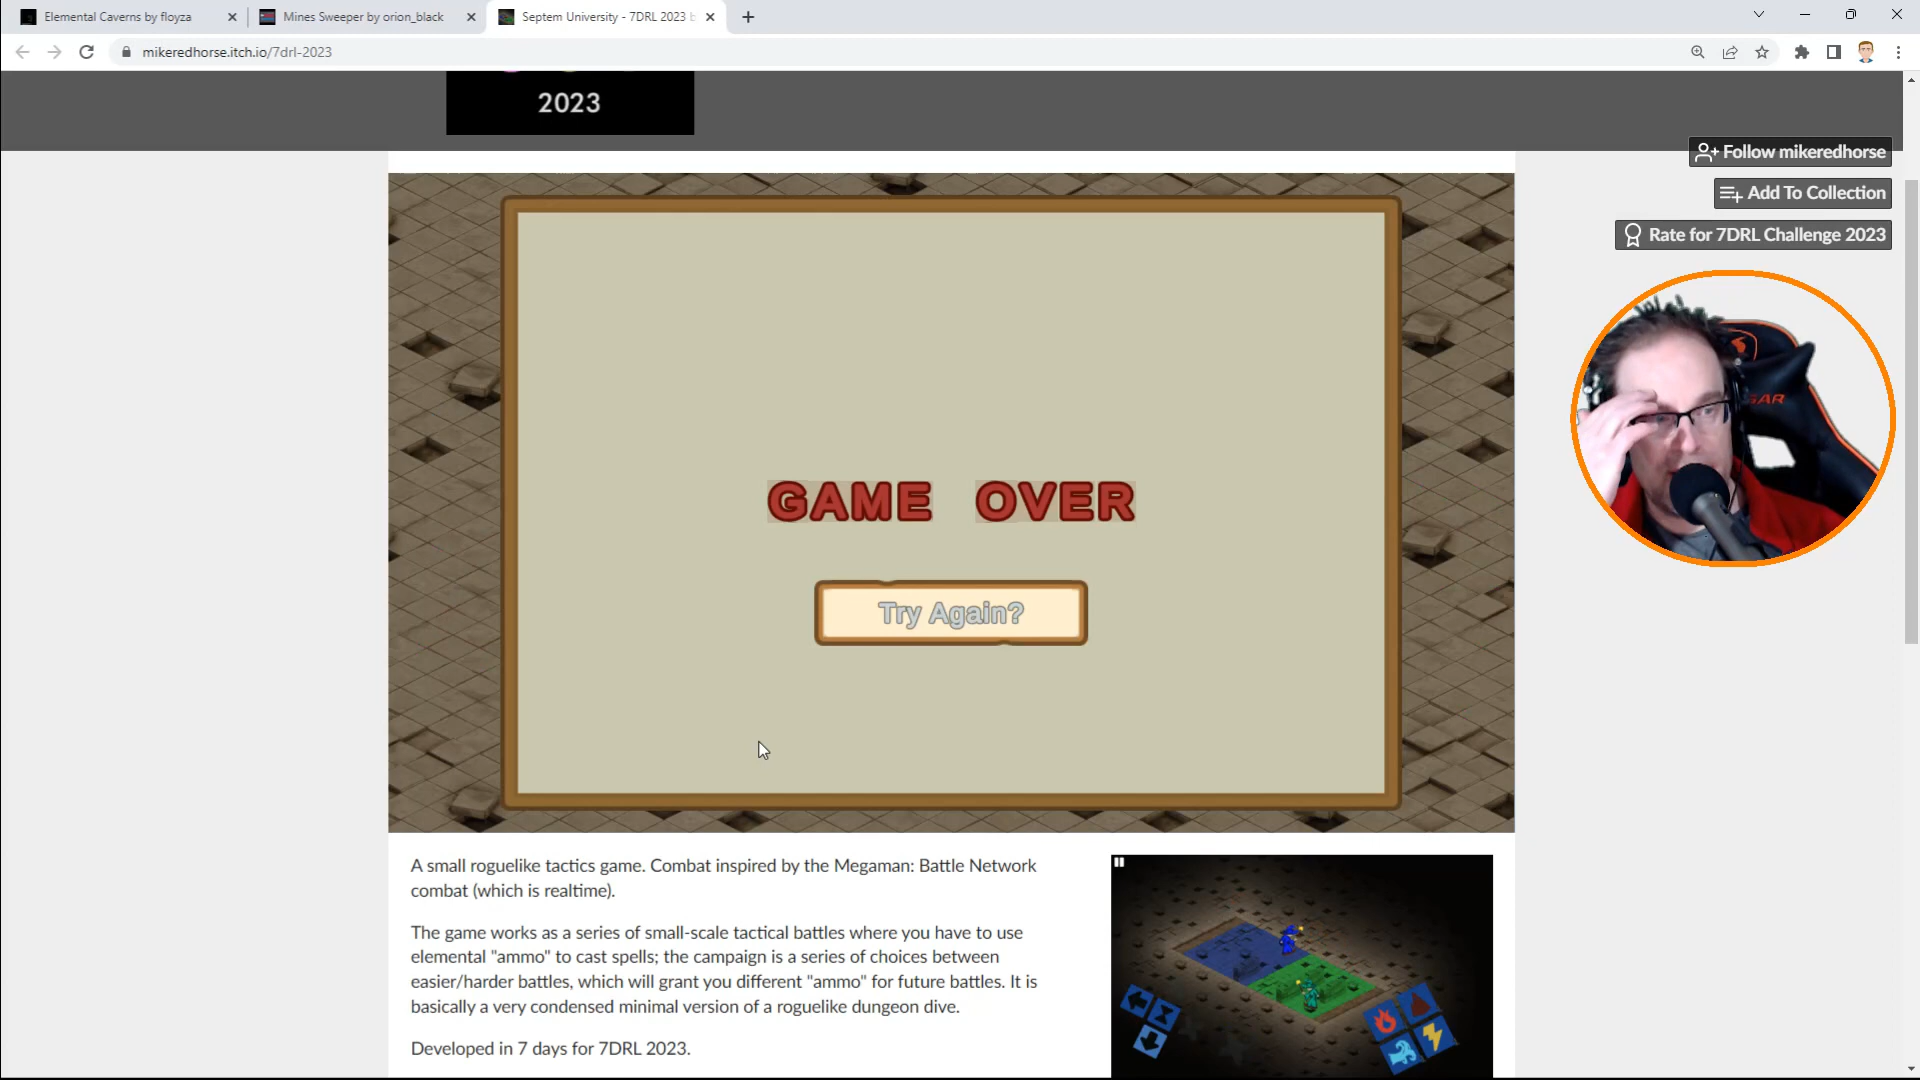 Elemental Caverns by floyza
Mines Sweeper by orion_black
Septem University - 7DRL 2023 b
mikeredhorse.itch.io/7drl-2023
2023
Follow mikeredhorse
Add To Collection
Rate for 7DRL Challenge 2023
GAME OVER
Try Again?
A small roguelike tactics game. Combat inspired by the Megaman: Battle Network
combat (which is realtime).
The game works as a series of small-scale tactical battles where you have to use
elemental "ammo" to cast spells; the campaign is a series of choices between
easier/harder battles, which will grant you different "ammo" for future battles. It is
basically a very condensed minimal version of a roguelike dungeon dive.
Developed in 7 days for 7DRL 2023.